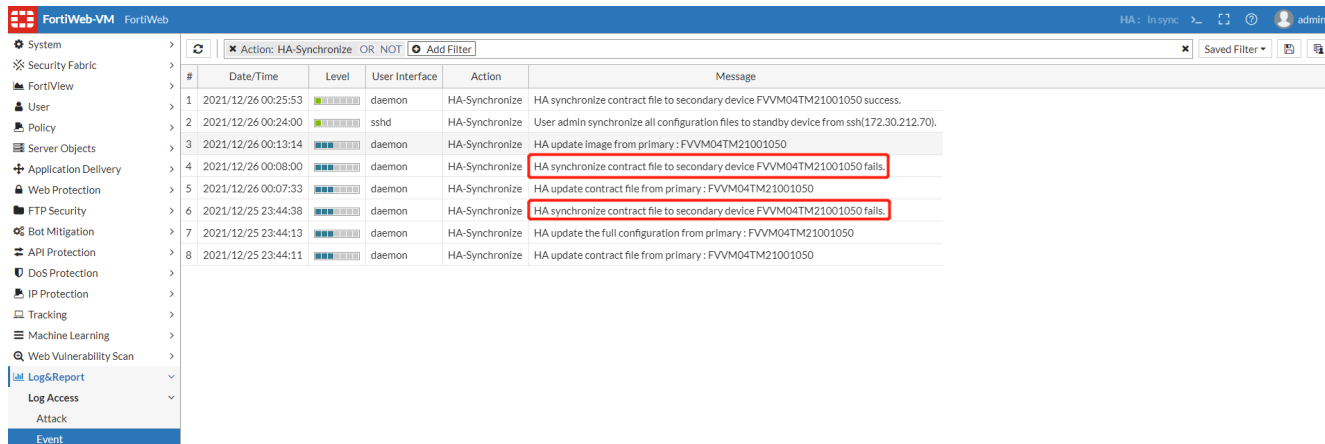 FortiWeb-VM FortiWeb HA: In sync >_ admin
System
Security Fabric
FortiView
User
Policy
Server Objects
Application Delivery
Web Protection
FTP Security
Bot Mitigation
API Protection
DoS Protection
IP Protection
Tracking
Machine Learning
Web Vulnerability Scan
Log&Report
Log Access
Attack
Event
Action: HA-Synchronize OR NOT Add Filter Saved Filter
# Date/Time Level User Interface Action Message
1 2021/12/26 00:25:53 daemon HA-Synchronize HA synchronize contract file to secondary device FVVM04TM21001050 success.
2 2021/12/26 00:24:00 sshd HA-Synchronize User admin synchronize all configuration files to standby device from ssh(172.30.212.70).
3 2021/12/26 00:13:14 daemon HA-Synchronize HA update image from primary : FVVM04TM21001050
4 2021/12/26 00:08:00 daemon HA-Synchronize HA synchronize contract file to secondary device FVVM04TM21001050 fails.
5 2021/12/26 00:07:33 daemon HA-Synchronize HA update contract file from primary : FVVM04TM21001050
6 2021/12/25 23:44:38 daemon HA-Synchronize HA synchronize contract file to secondary device FVVM04TM21001050 fails.
7 2021/12/25 23:44:13 daemon HA-Synchronize HA update the full configuration from primary : FVVM04TM21001050
8 2021/12/25 23:44:11 daemon HA-Synchronize HA update contract file from primary : FVVM04TM21001050